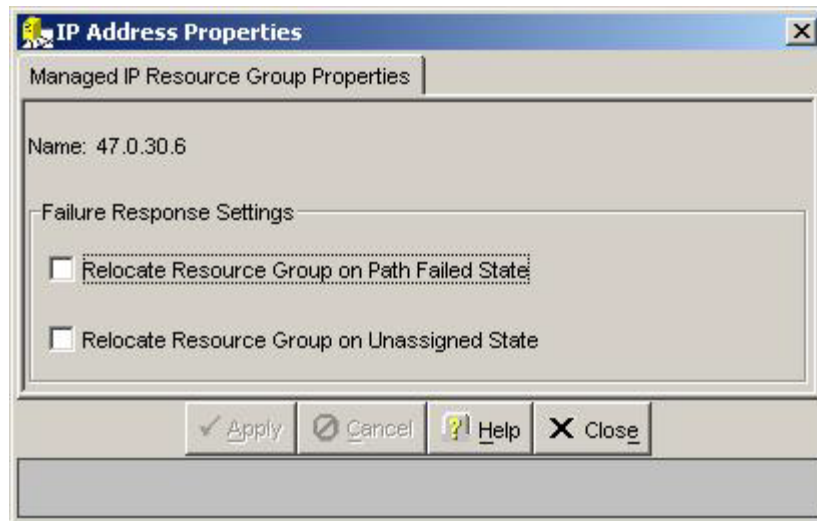 IP Address Properties
Managed IP Resource Group Properties
Name: 47.0.30.6
Failure Response Settings
Relocate Resource Group on Path Failed State
Relocate Resource Group on Unassigned State
Apply Cancel Help Close